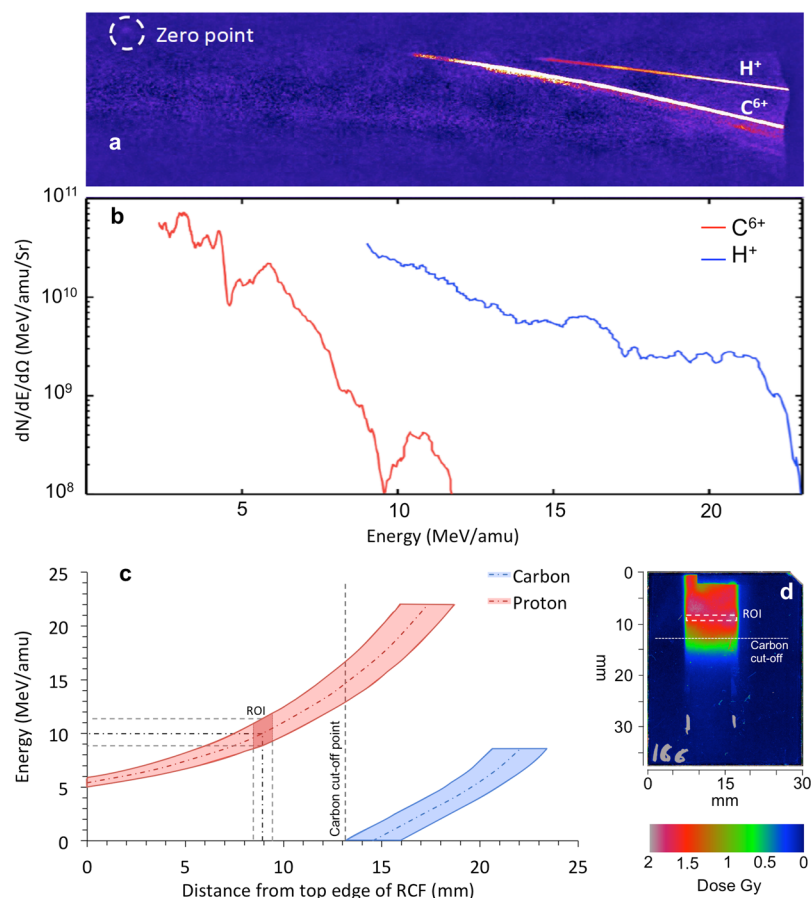 Zero point
H⁺
C⁶⁺
a
10¹¹
10¹⁰
10⁹
10⁸
dN/dE/dΩ (MeV/amu/Sr)
b
C⁶⁺
H⁺
5
10
15
20
Energy (MeV/amu)
c
Carbon
Proton
25
20
15
10
5
0
Energy (MeV/amu)
ROI
Carbon cut-off point
0
5
10
15
20
25
Distance from top edge of RCF (mm)
d
0
10
20
30
mm
ROI
Carbon
cut-off
166
0
10
20
30
mm
2
1.5
1
0.5
0
Dose Gy